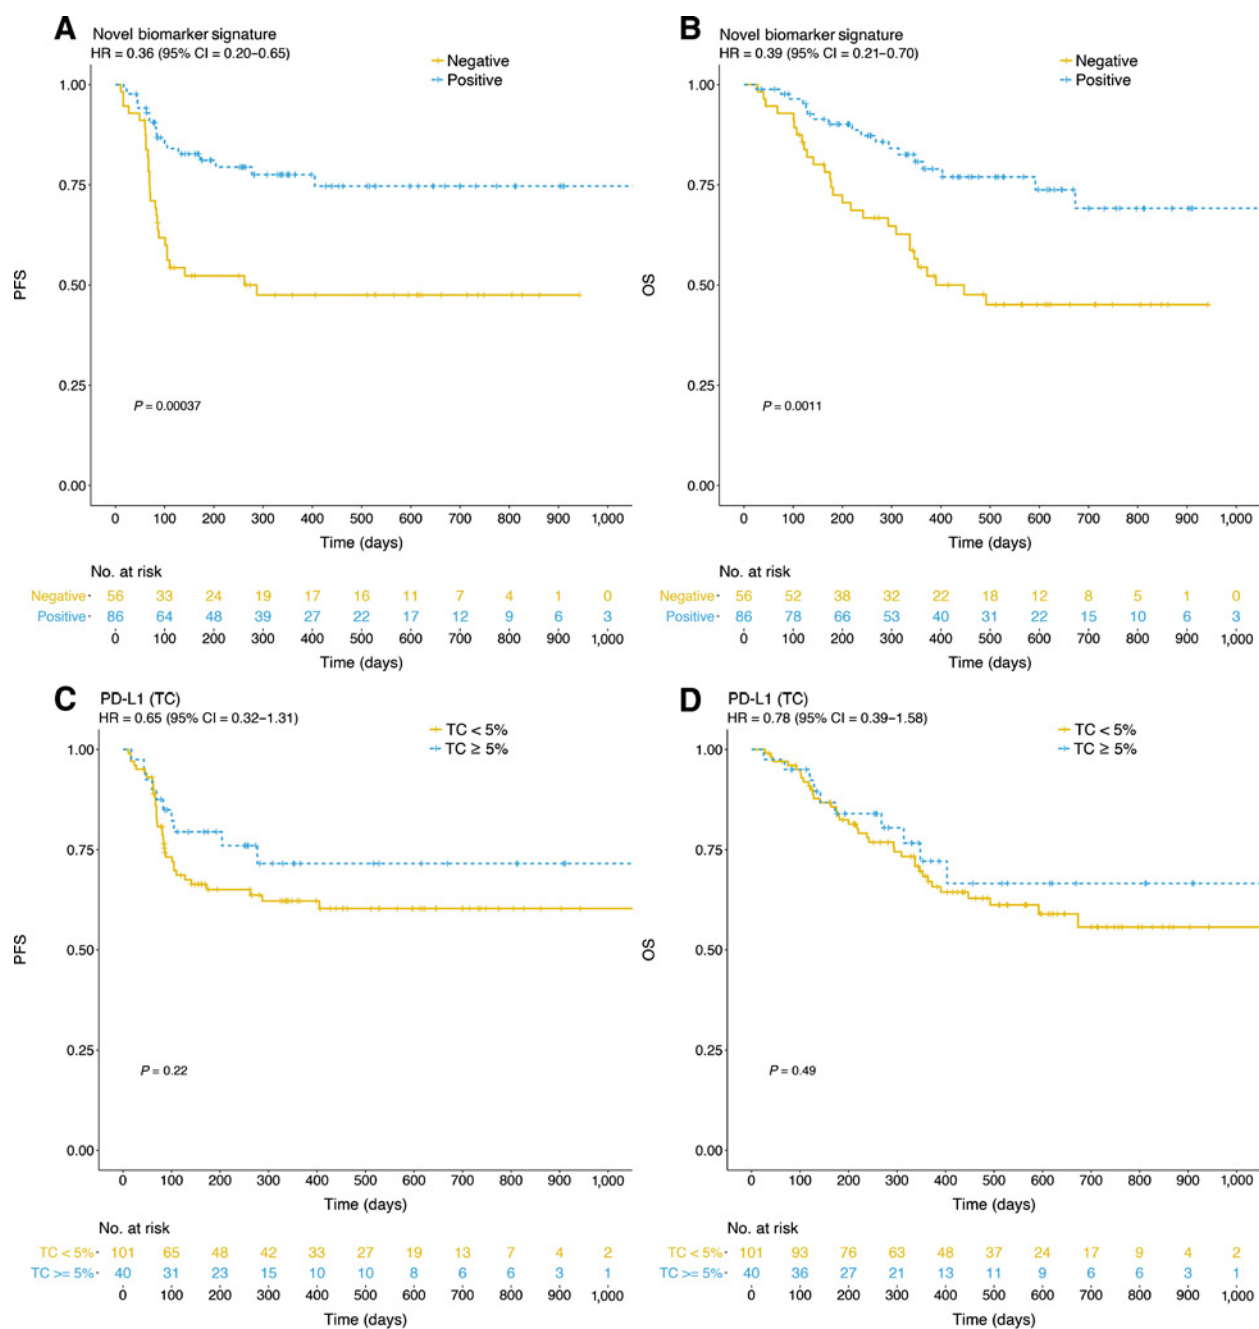 A
Novel biomarker signature
HR = 0.36 (95% CI = 0.20–0.65)
Negative
Positive
1.00
0.75
0.50
0.25
0.00
PFS
P = 0.00037
0 100 200 300 400 500 600 700 800 900 1,000
Time (days)
No. at risk
Negative 56 33 24 19 17 16 11 7 4 1 0
Positive 86 64 48 39 27 22 17 12 9 6 3
0 100 200 300 400 500 600 700 800 900 1,000
Time (days)
B
Novel biomarker signature
HR = 0.39 (95% CI = 0.21–0.70)
Negative
Positive
1.00
0.75
0.50
0.25
0.00
OS
P = 0.0011
0 100 200 300 400 500 600 700 800 900 1,000
Time (days)
No. at risk
Negative 56 52 38 32 22 18 12 8 5 1 0
Positive 86 78 66 53 40 31 22 15 10 6 3
0 100 200 300 400 500 600 700 800 900 1,000
Time (days)
C
PD-L1 (TC)
HR = 0.65 (95% CI = 0.32–1.31)
TC < 5%
TC ≥ 5%
1.00
0.75
0.50
0.25
0.00
PFS
P = 0.22
0 100 200 300 400 500 600 700 800 900 1,000
Time (days)
No. at risk
TC < 5% 101 65 48 42 33 27 19 13 7 4 2
TC >= 5% 40 31 23 15 10 10 8 6 6 3 1
0 100 200 300 400 500 600 700 800 900 1,000
Time (days)
D
PD-L1 (TC)
HR = 0.78 (95% CI = 0.39–1.58)
TC < 5%
TC ≥ 5%
1.00
0.75
0.50
0.25
0.00
OS
P = 0.49
0 100 200 300 400 500 600 700 800 900 1,000
Time (days)
No. at risk
TC < 5% 101 93 76 63 48 37 24 17 9 4 2
TC >= 5% 40 36 27 21 13 11 9 6 6 3 1
0 100 200 300 400 500 600 700 800 900 1,000
Time (days)